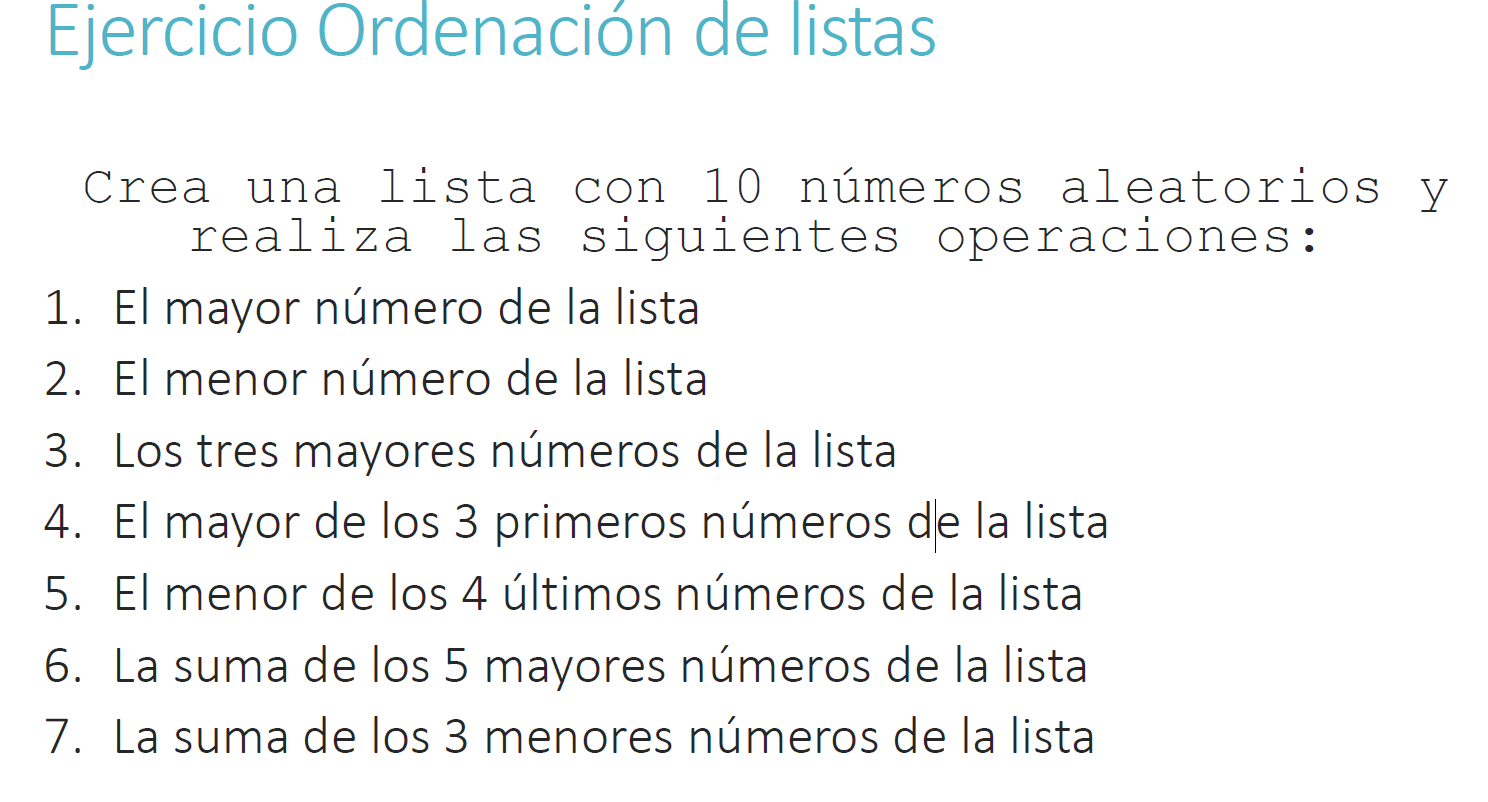 Ejercicio Ordenación de listas
Crea una lista con 10 números aleatorios y
realiza las siguientes operaciones:
1. El mayor número de la lista
2. El menor número de la lista
3. Los tres mayores números de la lista
4. El mayor de los 3 primeros números de la lista
5. El menor de los 4 últimos números de la lista
6. La suma de los 5 mayores números de la lista
7. La suma de los 3 menores números de la lista